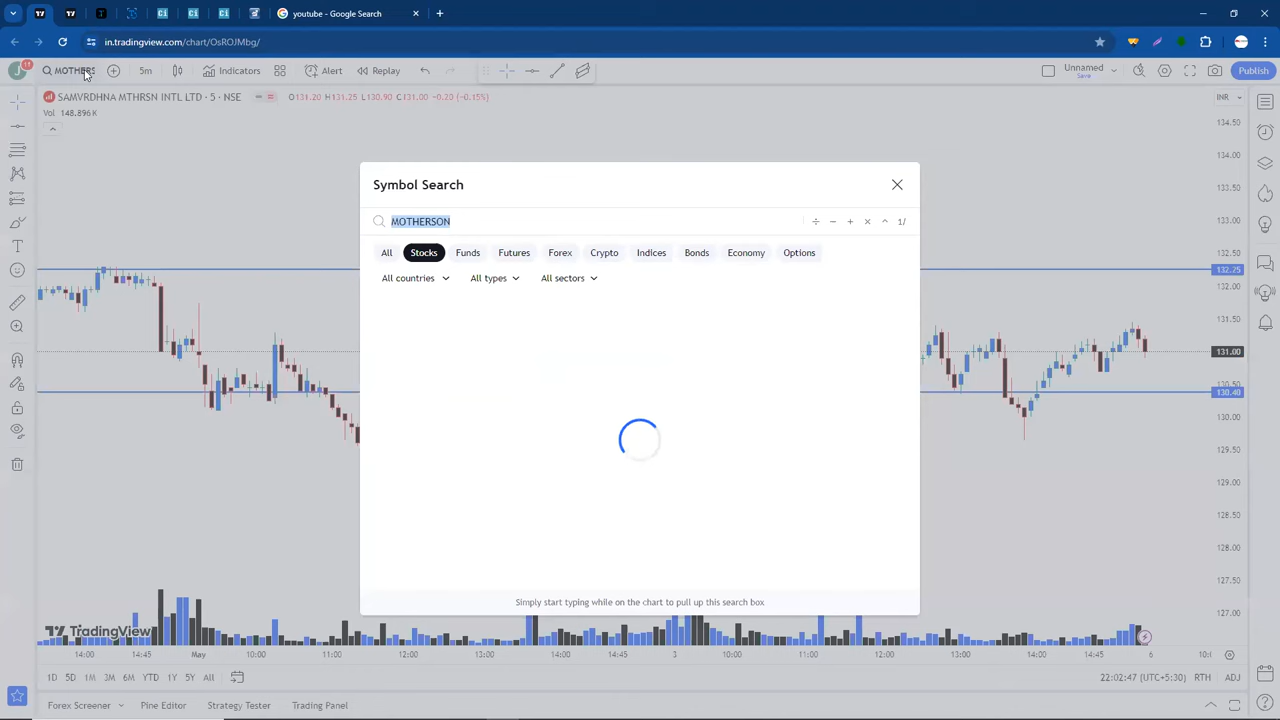 youtube - Google Search
in.tradingview.com/chart/OsROJMbg/
J 11 MOTHERS 5m Indicators Alert Replay Unnamed Save Publish
SAMVRDHNA MTHRSN INTL LTD · 5 · NSE O131.20 H131.25 L130.90 C131.00 −0.20 (−0.15%) INR
Vol 148.896K
134.50
134.00
Symbol Search
MOTHERSON ÷ − + × ^ 1/
All Stocks Funds Futures Forex Crypto Indices Bonds Economy Options
132.50
132.25
All countries All types All sectors
132.00
131.50
131.00
130.50
130.40
130.00
129.50
129.00
128.50
128.00
127.50
Simply start typing while on the chart to pull up this search box
127.00
TradingView
14:00 14:45 May 10:00 11:00 12:00 13:00 14:00 14:45 3 10:00 11:00 12:00 13:00 14:00 14:45 6
1D 5D 1M 3M 6M YTD 1Y 5Y All 22:02:47 (UTC+5:30) RTH ADJ
Forex Screener Pine Editor Strategy Tester Trading Panel